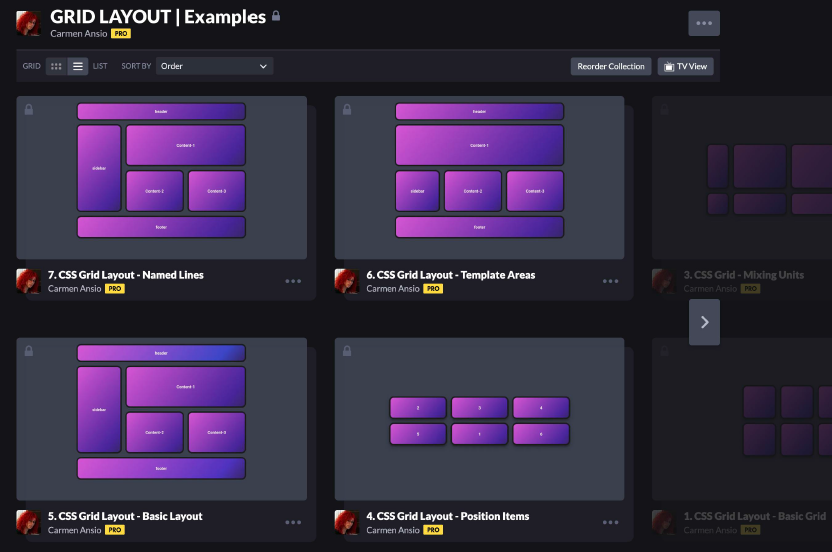 GRID LAYOUT | Examples
Carmen Ansio PRO
GRID LIST SORT BY Order
Reorder Collection TV View
header
sidebar
Content-1
Content-2 Content-3
footer
7. CSS Grid Layout - Named Lines
Carmen Ansio PRO
header
Content-1
sidebar Content-2 Content-3
footer
6. CSS Grid Layout - Template Areas
Carmen Ansio PRO
3. CSS Grid - Mixing Units
Carmen Ansio PRO
header
sidebar
Content-1
Content-2 Content-3
footer
5. CSS Grid Layout - Basic Layout
Carmen Ansio PRO
2 3 4
5 1 6
4. CSS Grid Layout - Position Items
Carmen Ansio PRO
1. CSS Grid Layout - Basic Grid
Carmen Ansio PRO